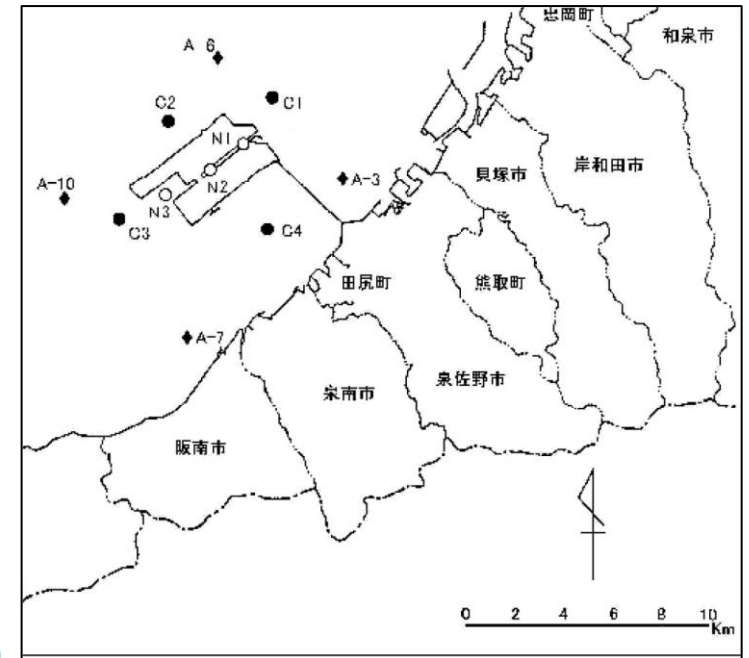 忠岡町
和泉市
A-6
C2
C1
N1
N2
A-3
貝塚市
岸和田市
A-10
N3
C3
C4
田尻町
熊取町
A-7
泉佐野市
泉南市
阪南市
0 2 4 6 8 10
Km